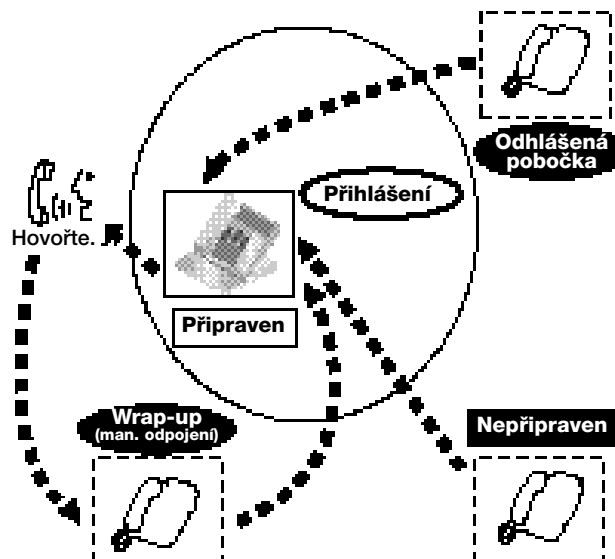 Odhlášená
pobočka
Přihlášení
Hovořte.
Připraven
Wrap-up
(man. odpojení)
Nepřipraven